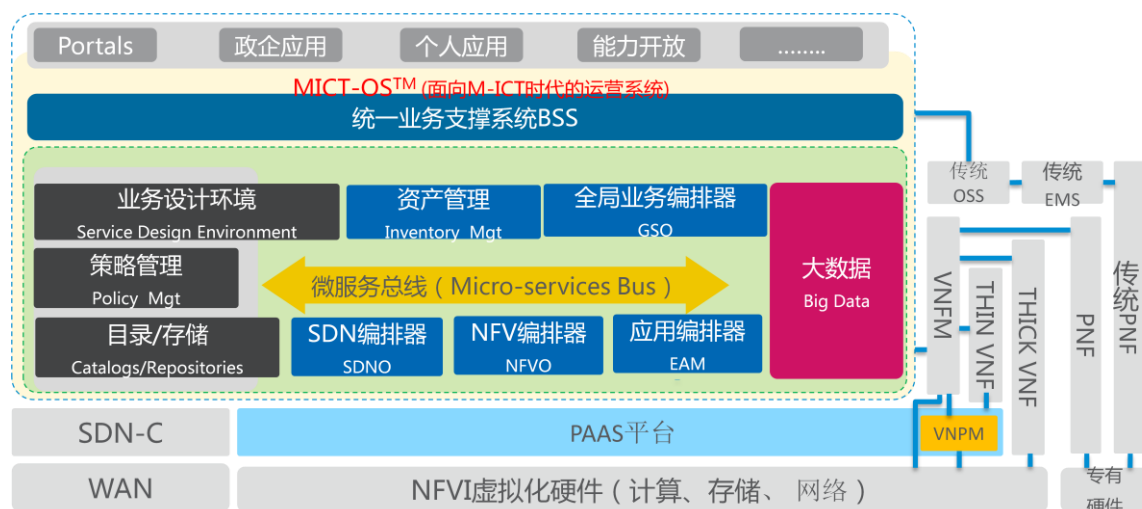 Portals
政企应用
个人应用
能力开放
........
MICT-OS™ (面向M-ICT时代的运营系统)
统一业务支撑系统BSS
传统
OSS
传统
EMS
传统PNF
业务设计环境
Service Design Environment
资产管理
Inventory Mgt
全局业务编排器
GSO
大数据
Big Data
策略管理
Policy Mgt
微服务总线（Micro-services Bus）
目录/存储
Catalogs/Repositories
SDN编排器
SDNO
NFV编排器
NFVO
应用编排器
EAM
VNFM
THIN VNF
THICK VNF
PNF
SDN-C
PAAS平台
VNPM
WAN
NFVI虚拟化硬件（计算、存储、 网络）
专有
硬件